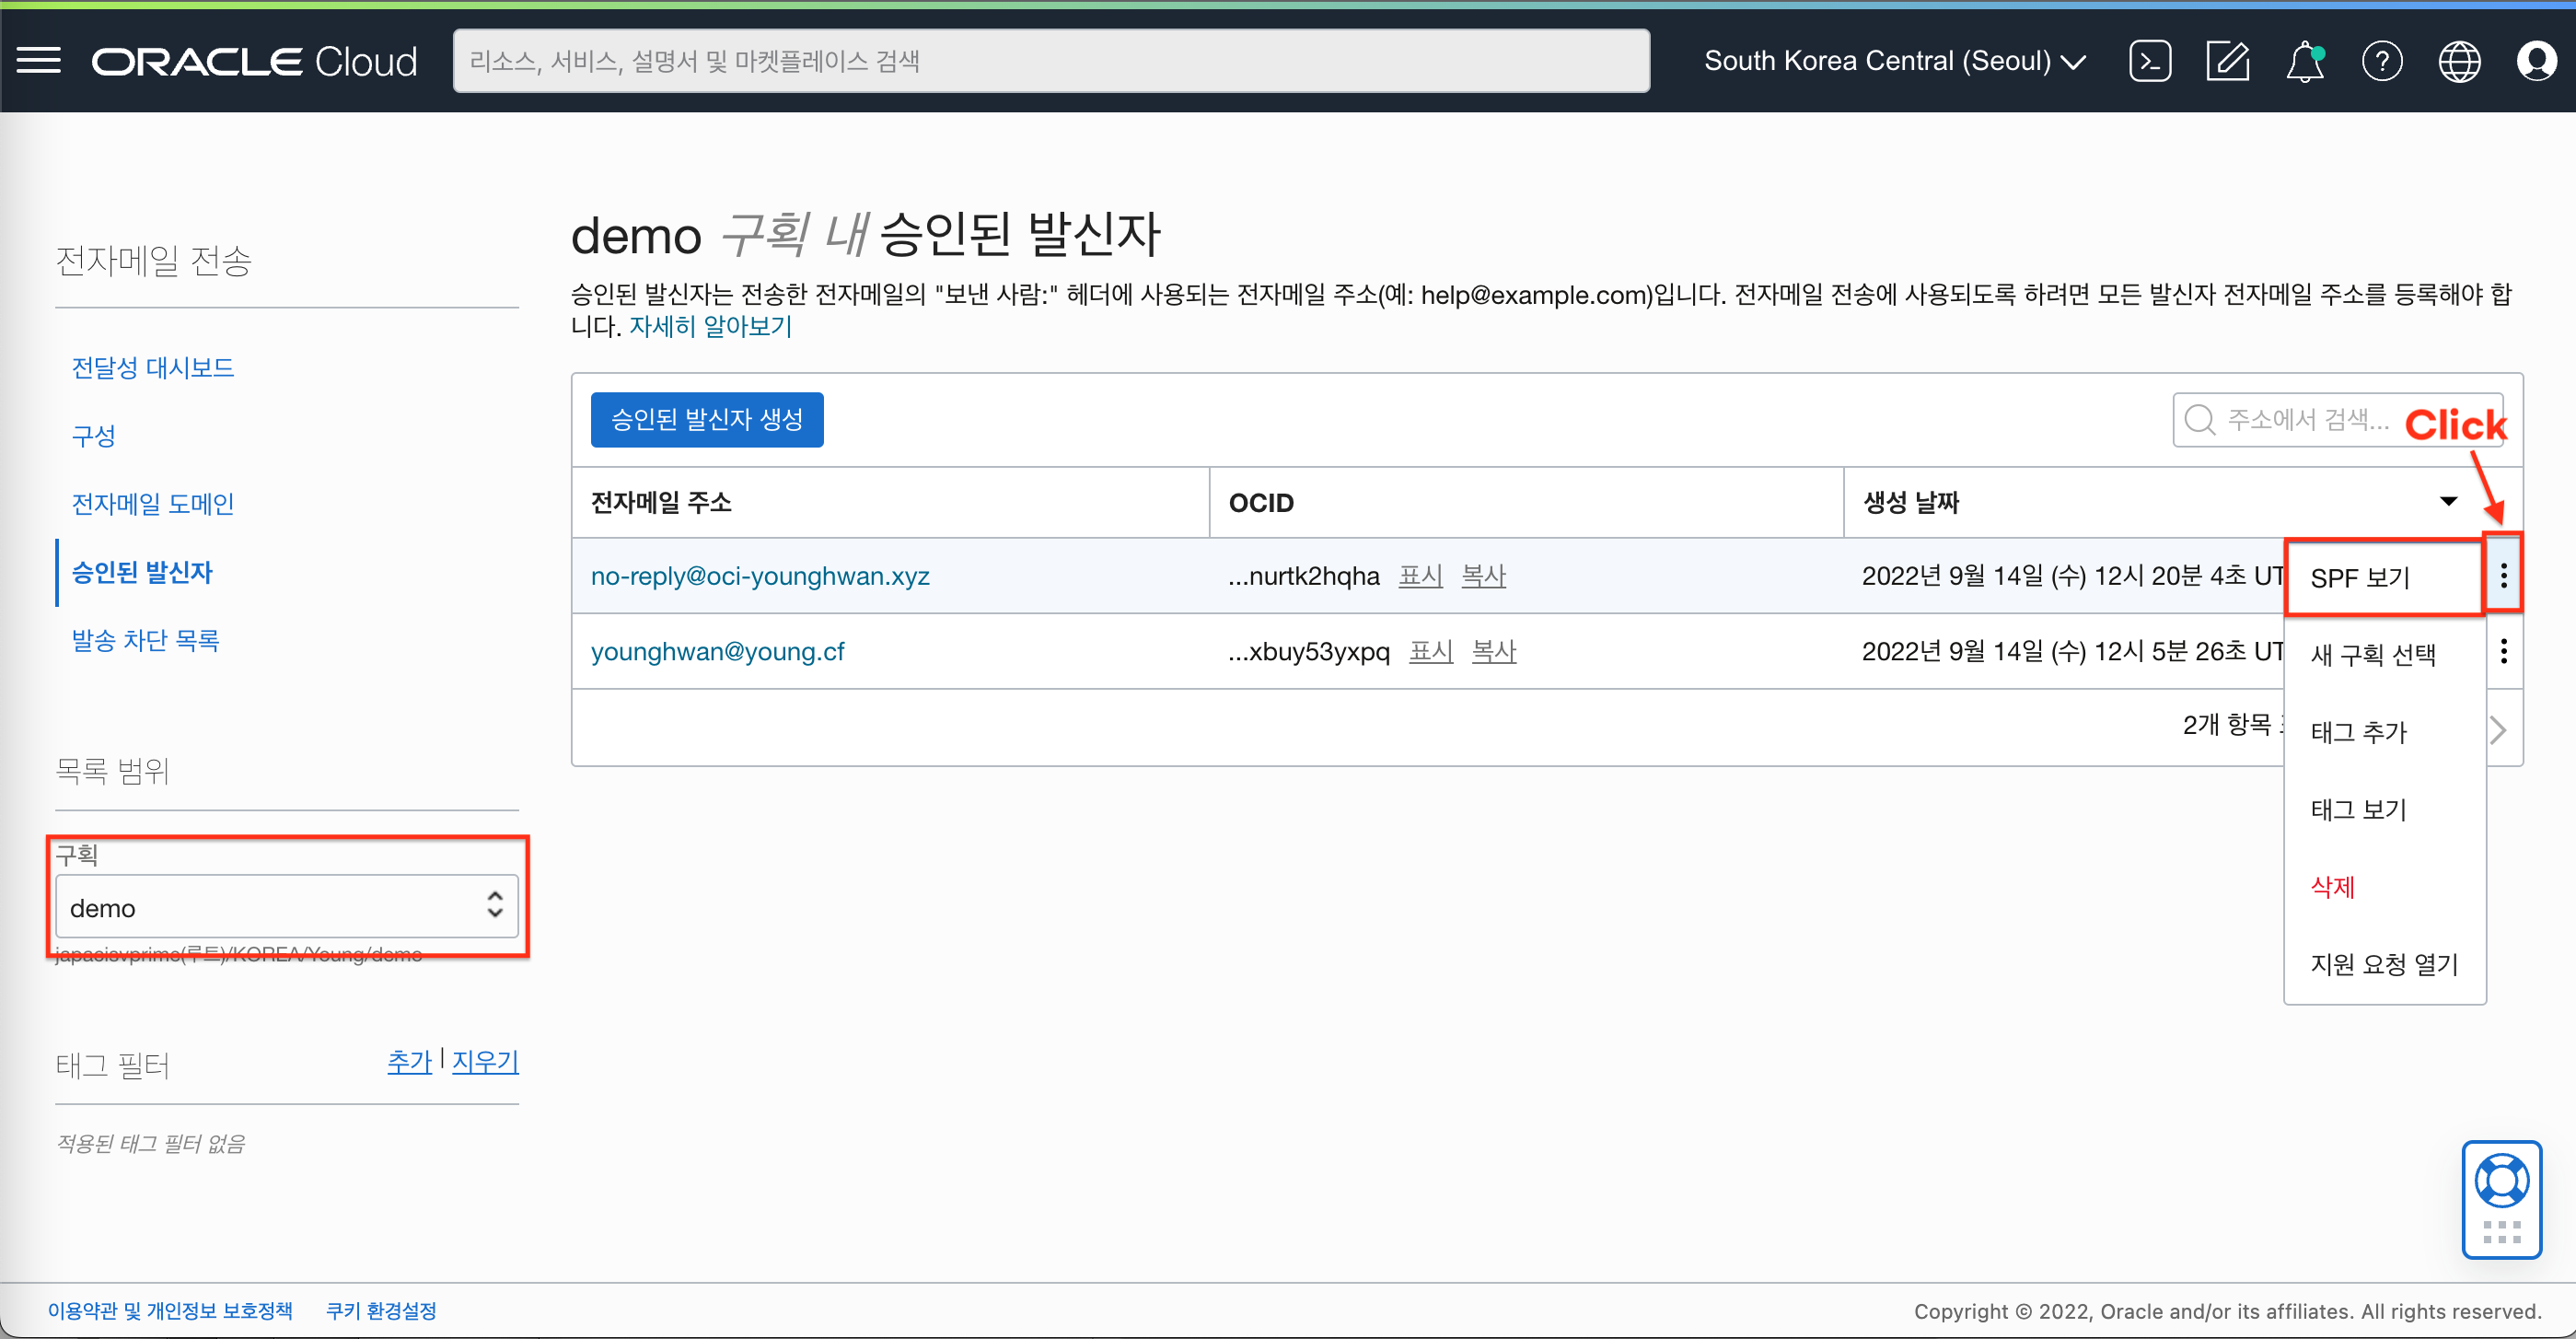 ORACLE Cloud
리소스, 서비스, 설명서 및 마켓플레이스 검색
South Korea Central (Seoul)
전자메일 전송
전달성 대시보드
구성
전자메일 도메인
승인된 발신자
발송 차단 목록
목록 범위
구획
demo
japacisvprime(루트)/KOREA/Young/demo
태그 필터
추가 | 지우기
적용된 태그 필터 없음
demo 구획 내 승인된 발신자
승인된 발신자는 전송한 전자메일의 "보낸 사람:" 헤더에 사용되는 전자메일 주소(예: help@example.com)입니다. 전자메일 전송에 사용되도록 하려면 모든 발신자 전자메일 주소를 등록해야 합
니다. 자세히 알아보기
승인된 발신자 생성
주소에서 검색...
Click
전자메일 주소 OCID 생성 날짜
no-reply@oci-younghwan.xyz ...nurtk2hqha 표시 복사 2022년 9월 14일 (수) 12시 20분 4초 UT
younghwan@young.cf ...xbuy53yxpq 표시 복사 2022년 9월 14일 (수) 12시 5분 26초 UT
2개 항목
SPF 보기
새 구획 선택
태그 추가
태그 보기
삭제
지원 요청 열기
이용약관 및 개인정보 보호정책 쿠키 환경설정
Copyright © 2022, Oracle and/or its affiliates. All rights reserved.